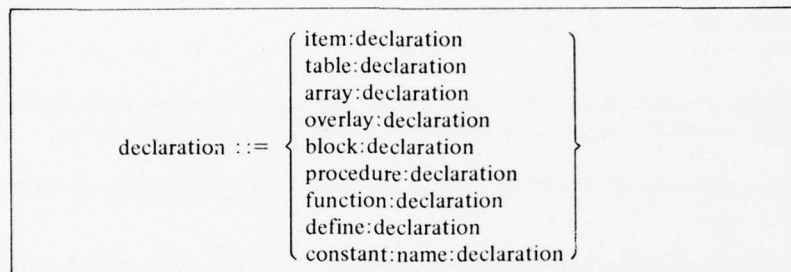 item:declaration
table:declaration
array:declaration
overlay:declaration
declaration ::= block:declaration
procedure:declaration
function:declaration
define:declaration
constant:name:declaration